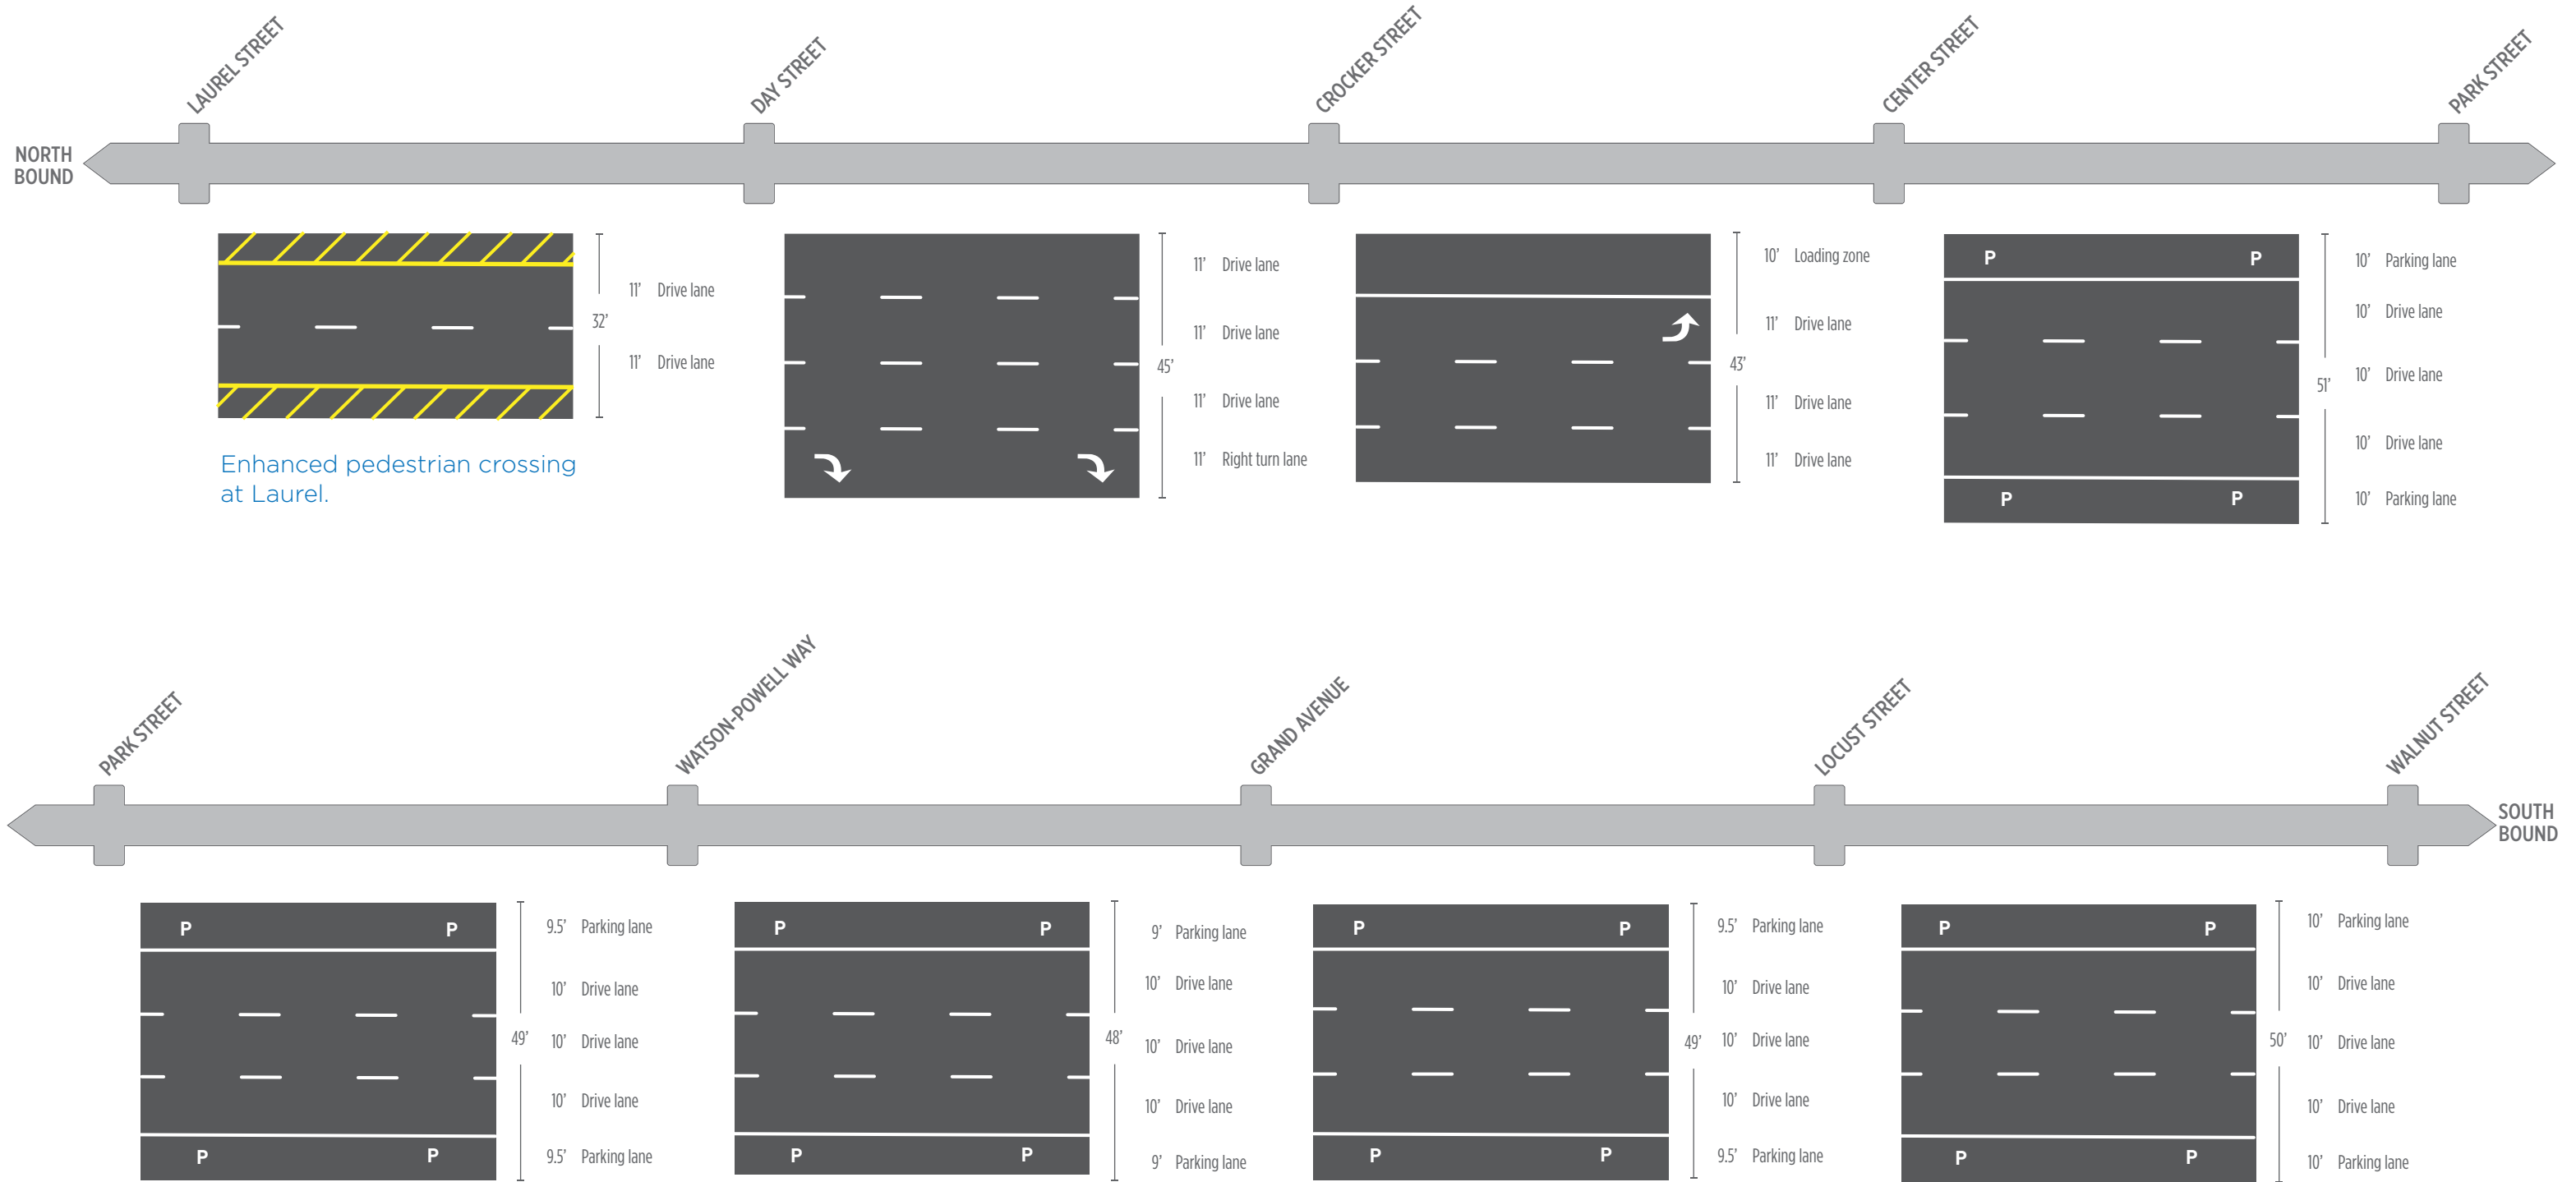 LAUREL STREET
DAY STREET
CROCKER STREET
CENTER STREET
PARK STREET
NORTH
BOUND
11' Drive lane
32'
11' Drive lane
Enhanced pedestrian crossing
at Laurel.
11' Drive lane
11' Drive lane
45'
11' Drive lane
11' Right turn lane
10' Loading zone
11' Drive lane
43'
11' Drive lane
11' Drive lane
P P
10' Parking lane
10' Drive lane
10' Drive lane
51'
10' Drive lane
P P
10' Parking lane
PARK STREET
WATSON-POWELL WAY
GRAND AVENUE
LOCUST STREET
WALNUT STREET
SOUTH
BOUND
P P
9.5' Parking lane
10' Drive lane
49'
10' Drive lane
10' Drive lane
P P
9.5' Parking lane
P P
9' Parking lane
10' Drive lane
48'
10' Drive lane
10' Drive lane
P P
9' Parking lane
P P
9.5' Parking lane
10' Drive lane
49'
10' Drive lane
10' Drive lane
P P
9.5' Parking lane
P P
10' Parking lane
10' Drive lane
50'
10' Drive lane
10' Drive lane
P P
10' Parking lane